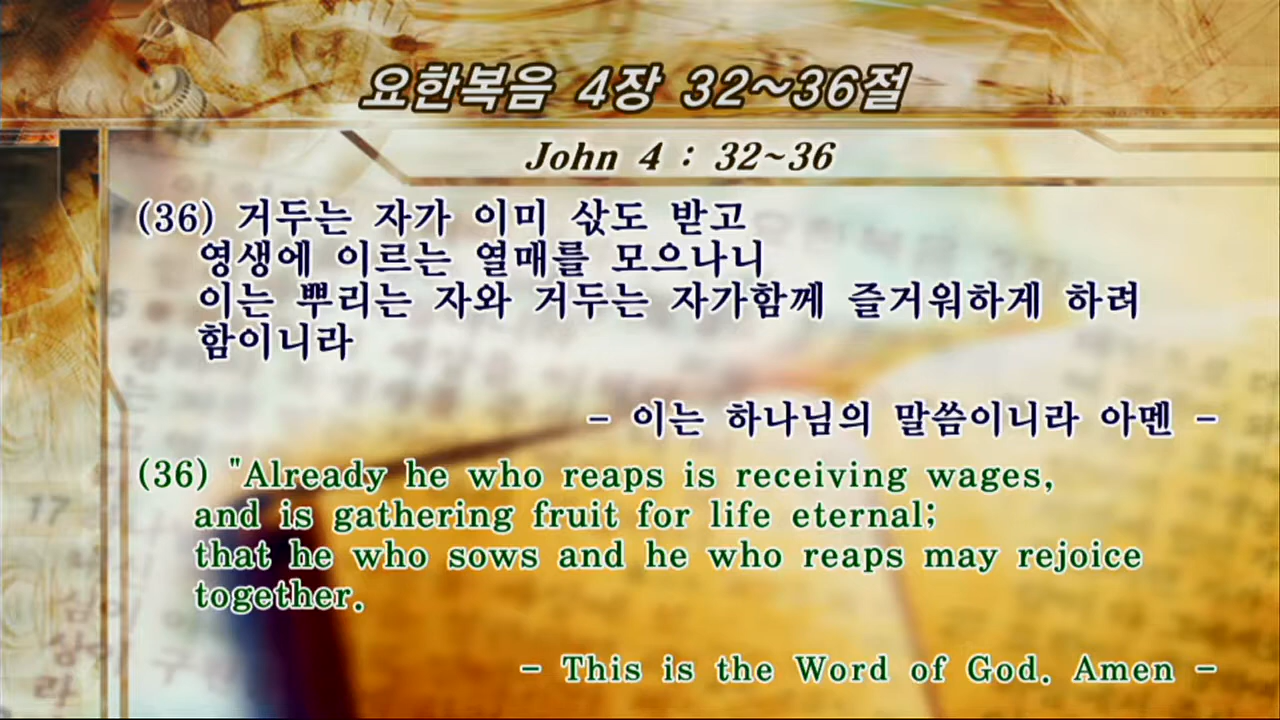 요한복음 4장 32~36절
John 4 : 32~36
(36) 거두는 자가 이미 삯도 받고
영생에 이르는 열매를 모으나니
이는 뿌리는 자와 거두는 자가함께 즐거워하게 하려
함이니라
- 이는 하나님의 말씀이니라 아멘 -
(36) "Already he who reaps is receiving wages,
and is gathering fruit for life eternal;
that he who sows and he who reaps may rejoice
together.
- This is the Word of God. Amen -
17